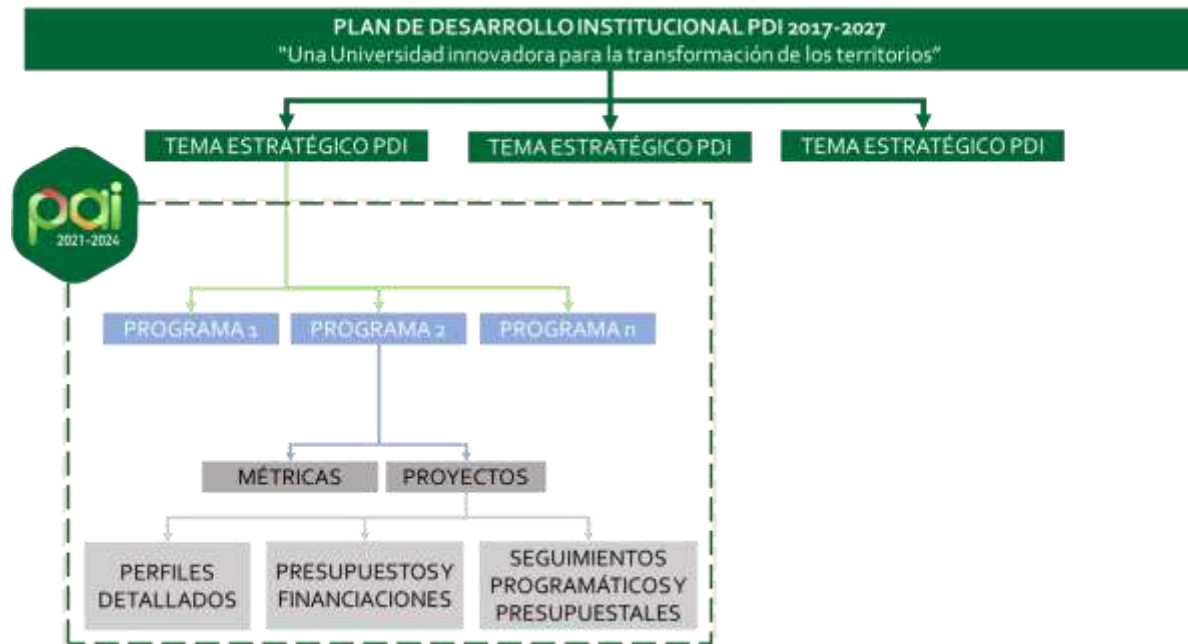 PLAN DE DESARROLLO INSTITUCIONAL PDI 2017-2027
"Una Universidad innovadora para la transformación de los territorios"
TEMA ESTRATÉGICO PDI
TEMA ESTRATÉGICO PDI
TEMA ESTRATÉGICO PDI
pai
2021-2024
PROGRAMA 1
PROGRAMA 2
PROGRAMA n
MÉTRICAS
PROYECTOS
PERFILES
DETALLADOS
PRESUPUESTOS Y
FINANCIACIONES
SEGUIMIENTOS
PROGRAMÁTICOS Y
PRESUPUESTALES